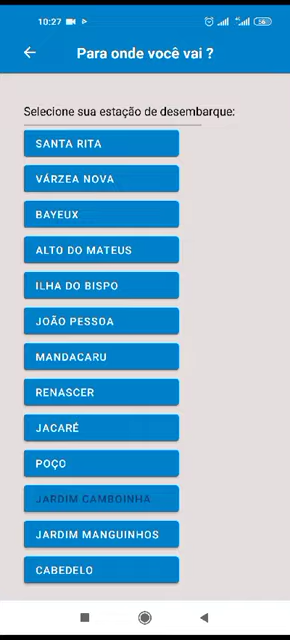 10:27
56
Para onde você vai ?
Selecione sua estação de desembarque:
SANTA RITA
VÁRZEA NOVA
BAYEUX
ALTO DO MATEUS
ILHA DO BISPO
JOÃO PESSOA
MANDACARU
RENASCER
JACARÉ
POÇO
JARDIM CAMBOINHA
JARDIM MANGUINHOS
CABEDELO